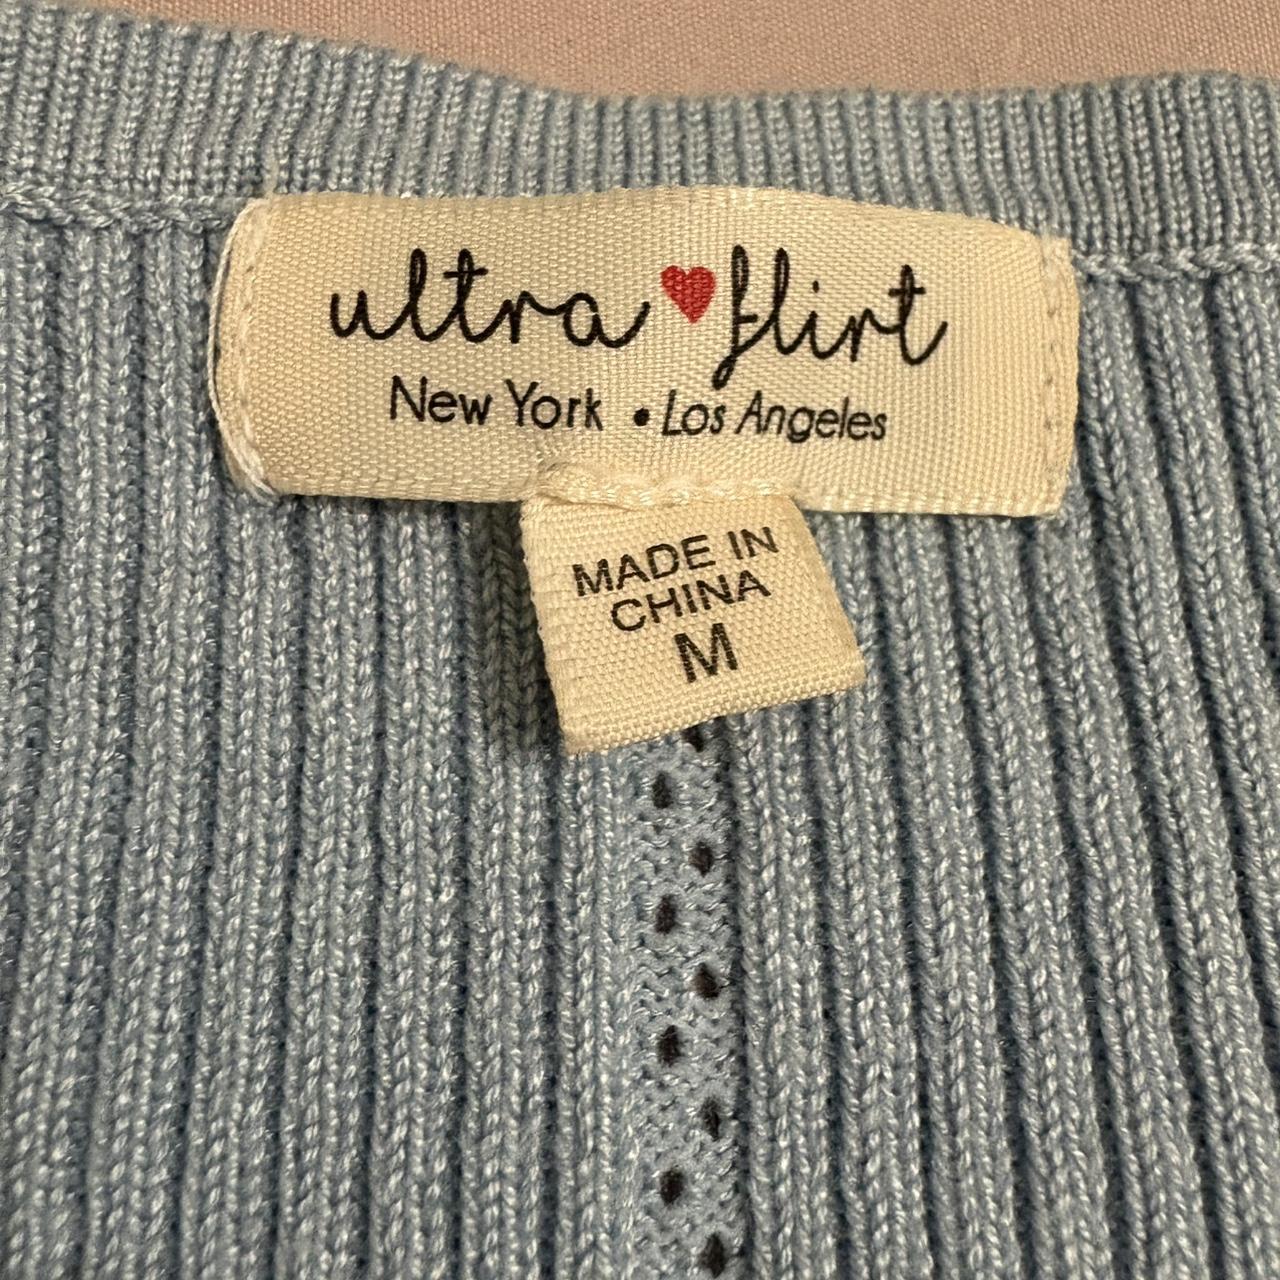 ultra flirt
New York • Los Angeles
MADE IN
CHINA
M